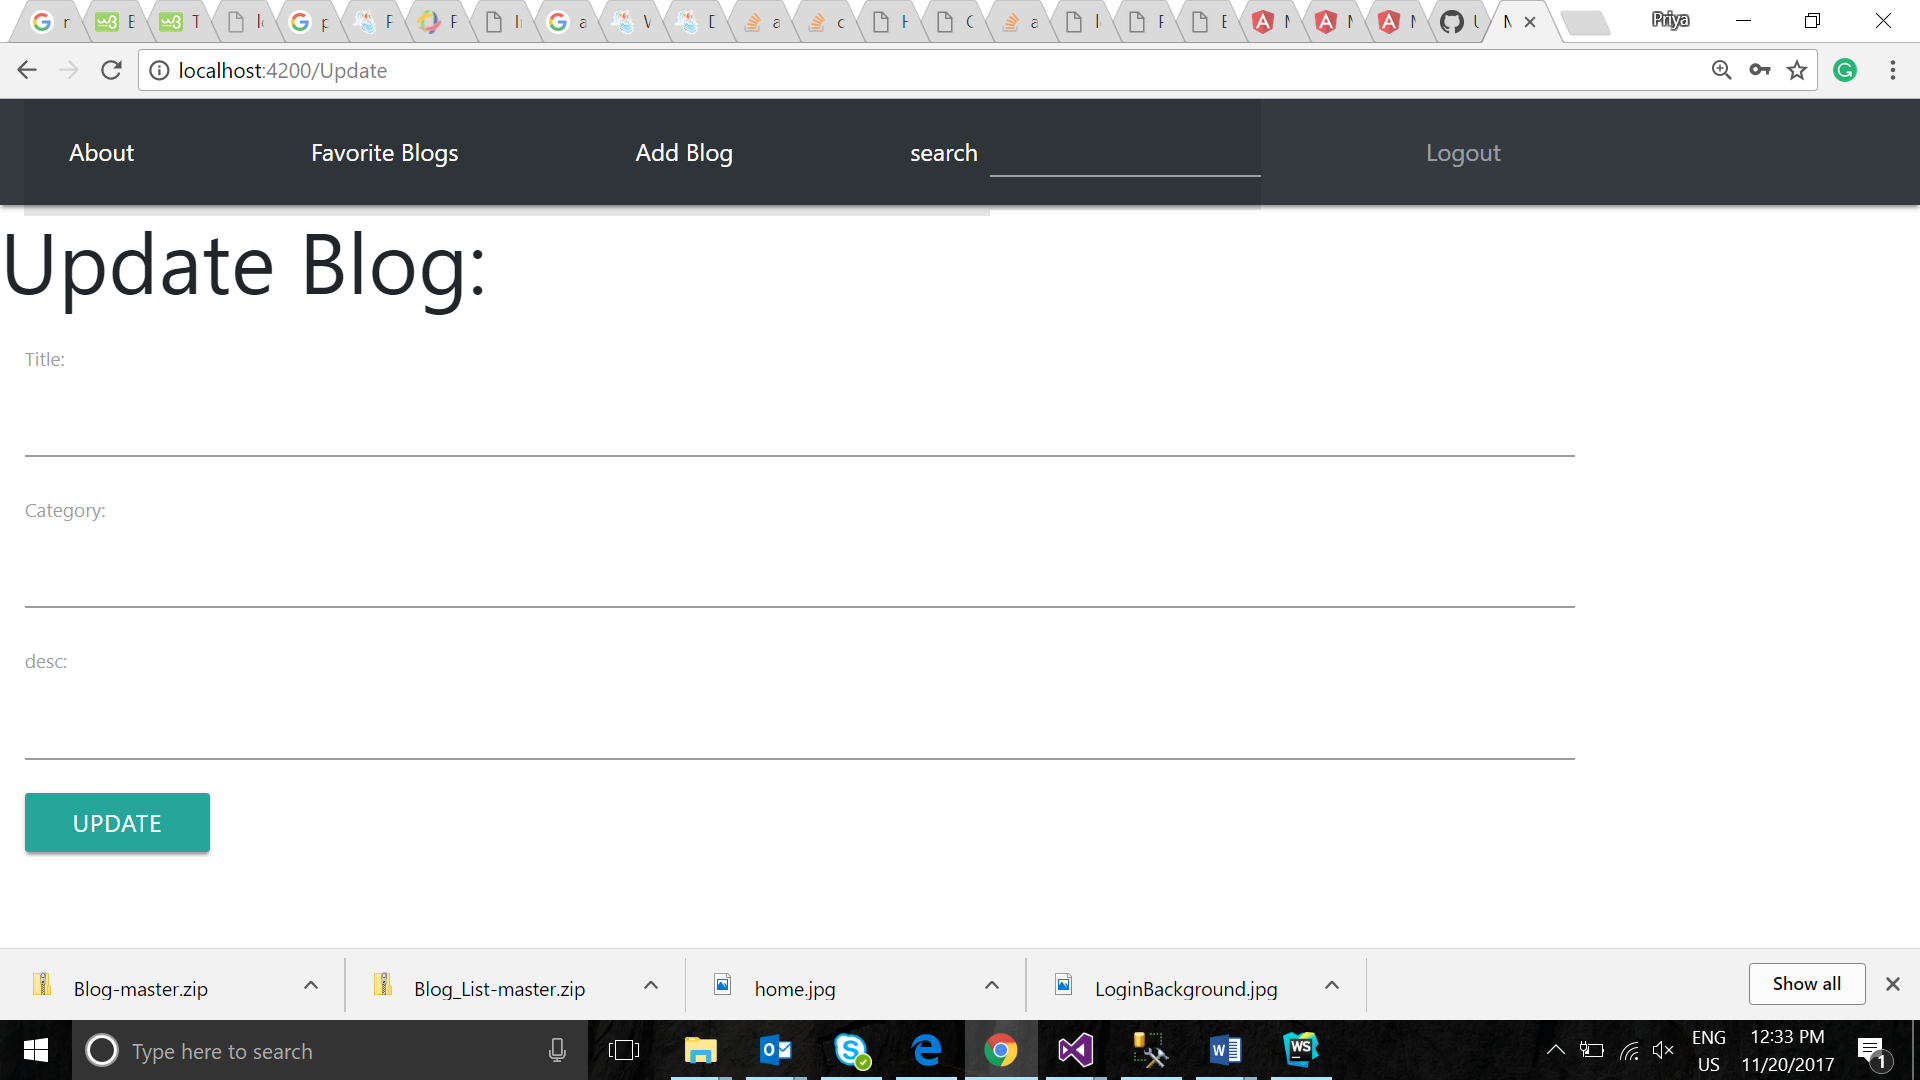 Priya
localhost:4200/Update
About Favorite Blogs Add Blog search Logout
Update Blog:
Title:
Category:
desc:
UPDATE
Blog-master.zip Blog_List-master.zip home.jpg LoginBackground.jpg Show all
Type here to search
ENG
US
12:33 PM
11/20/2017
1